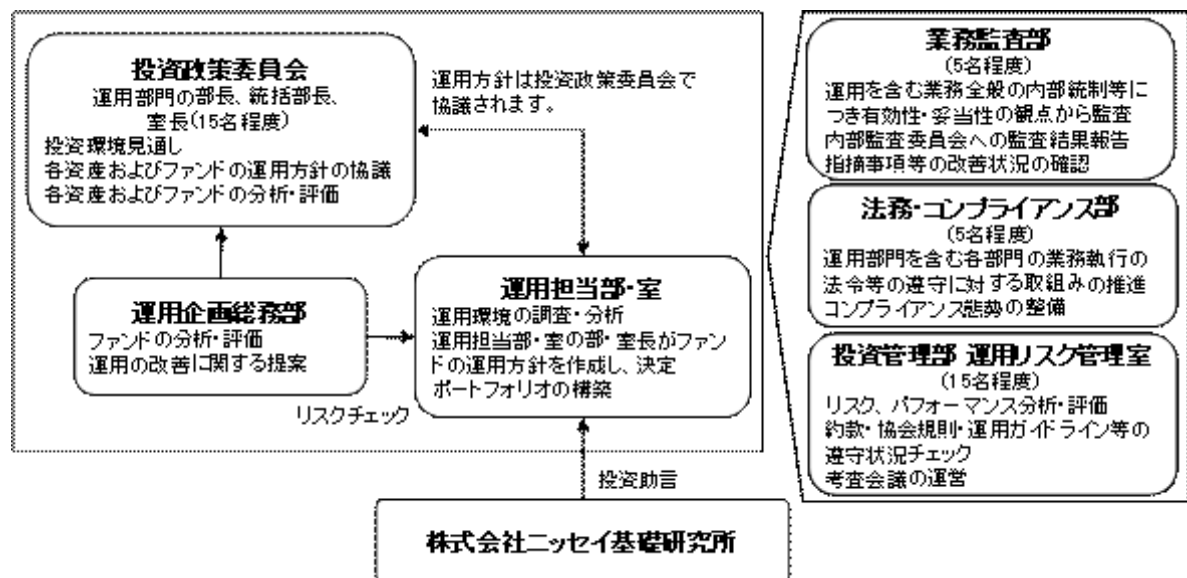 投資政策委員会
運用部門の部長、統括部長、
室長(15名程度)
投資環境見通し
各資産およびファンドの運用方針の協議
各資産およびファンドの分析・評価
運用方針は投資政策委員会で
協議されます。
運用企画総務部
ファンドの分析・評価
運用の改善に関する提案
運用担当部・室
運用環境の調査・分析
運用担当部・室の部・室長がファン
ドの運用方針を作成し、決定
ポートフォリオの構築
リスクチェック
投資助言
株式会社ニッセイ基礎研究所
業務監査部
(5名程度)
運用を含む業務全般の内部統制等に
つき有効性・妥当性の観点から監査
内部監査委員会への監査結果報告
指摘事項等の改善状況の確認
法務・コンプライアンス部
(5名程度)
運用部門を含む各部門の業務執行の
法令等の遵守に対する取組みの推進
コンプライアンス態勢の整備
投資管理部 運用リスク管理室
(15名程度)
リスク、パフォーマンス分析・評価
約款・協会規則・運用ガイドライン等の
遵守状況チェック
考査会議の運営